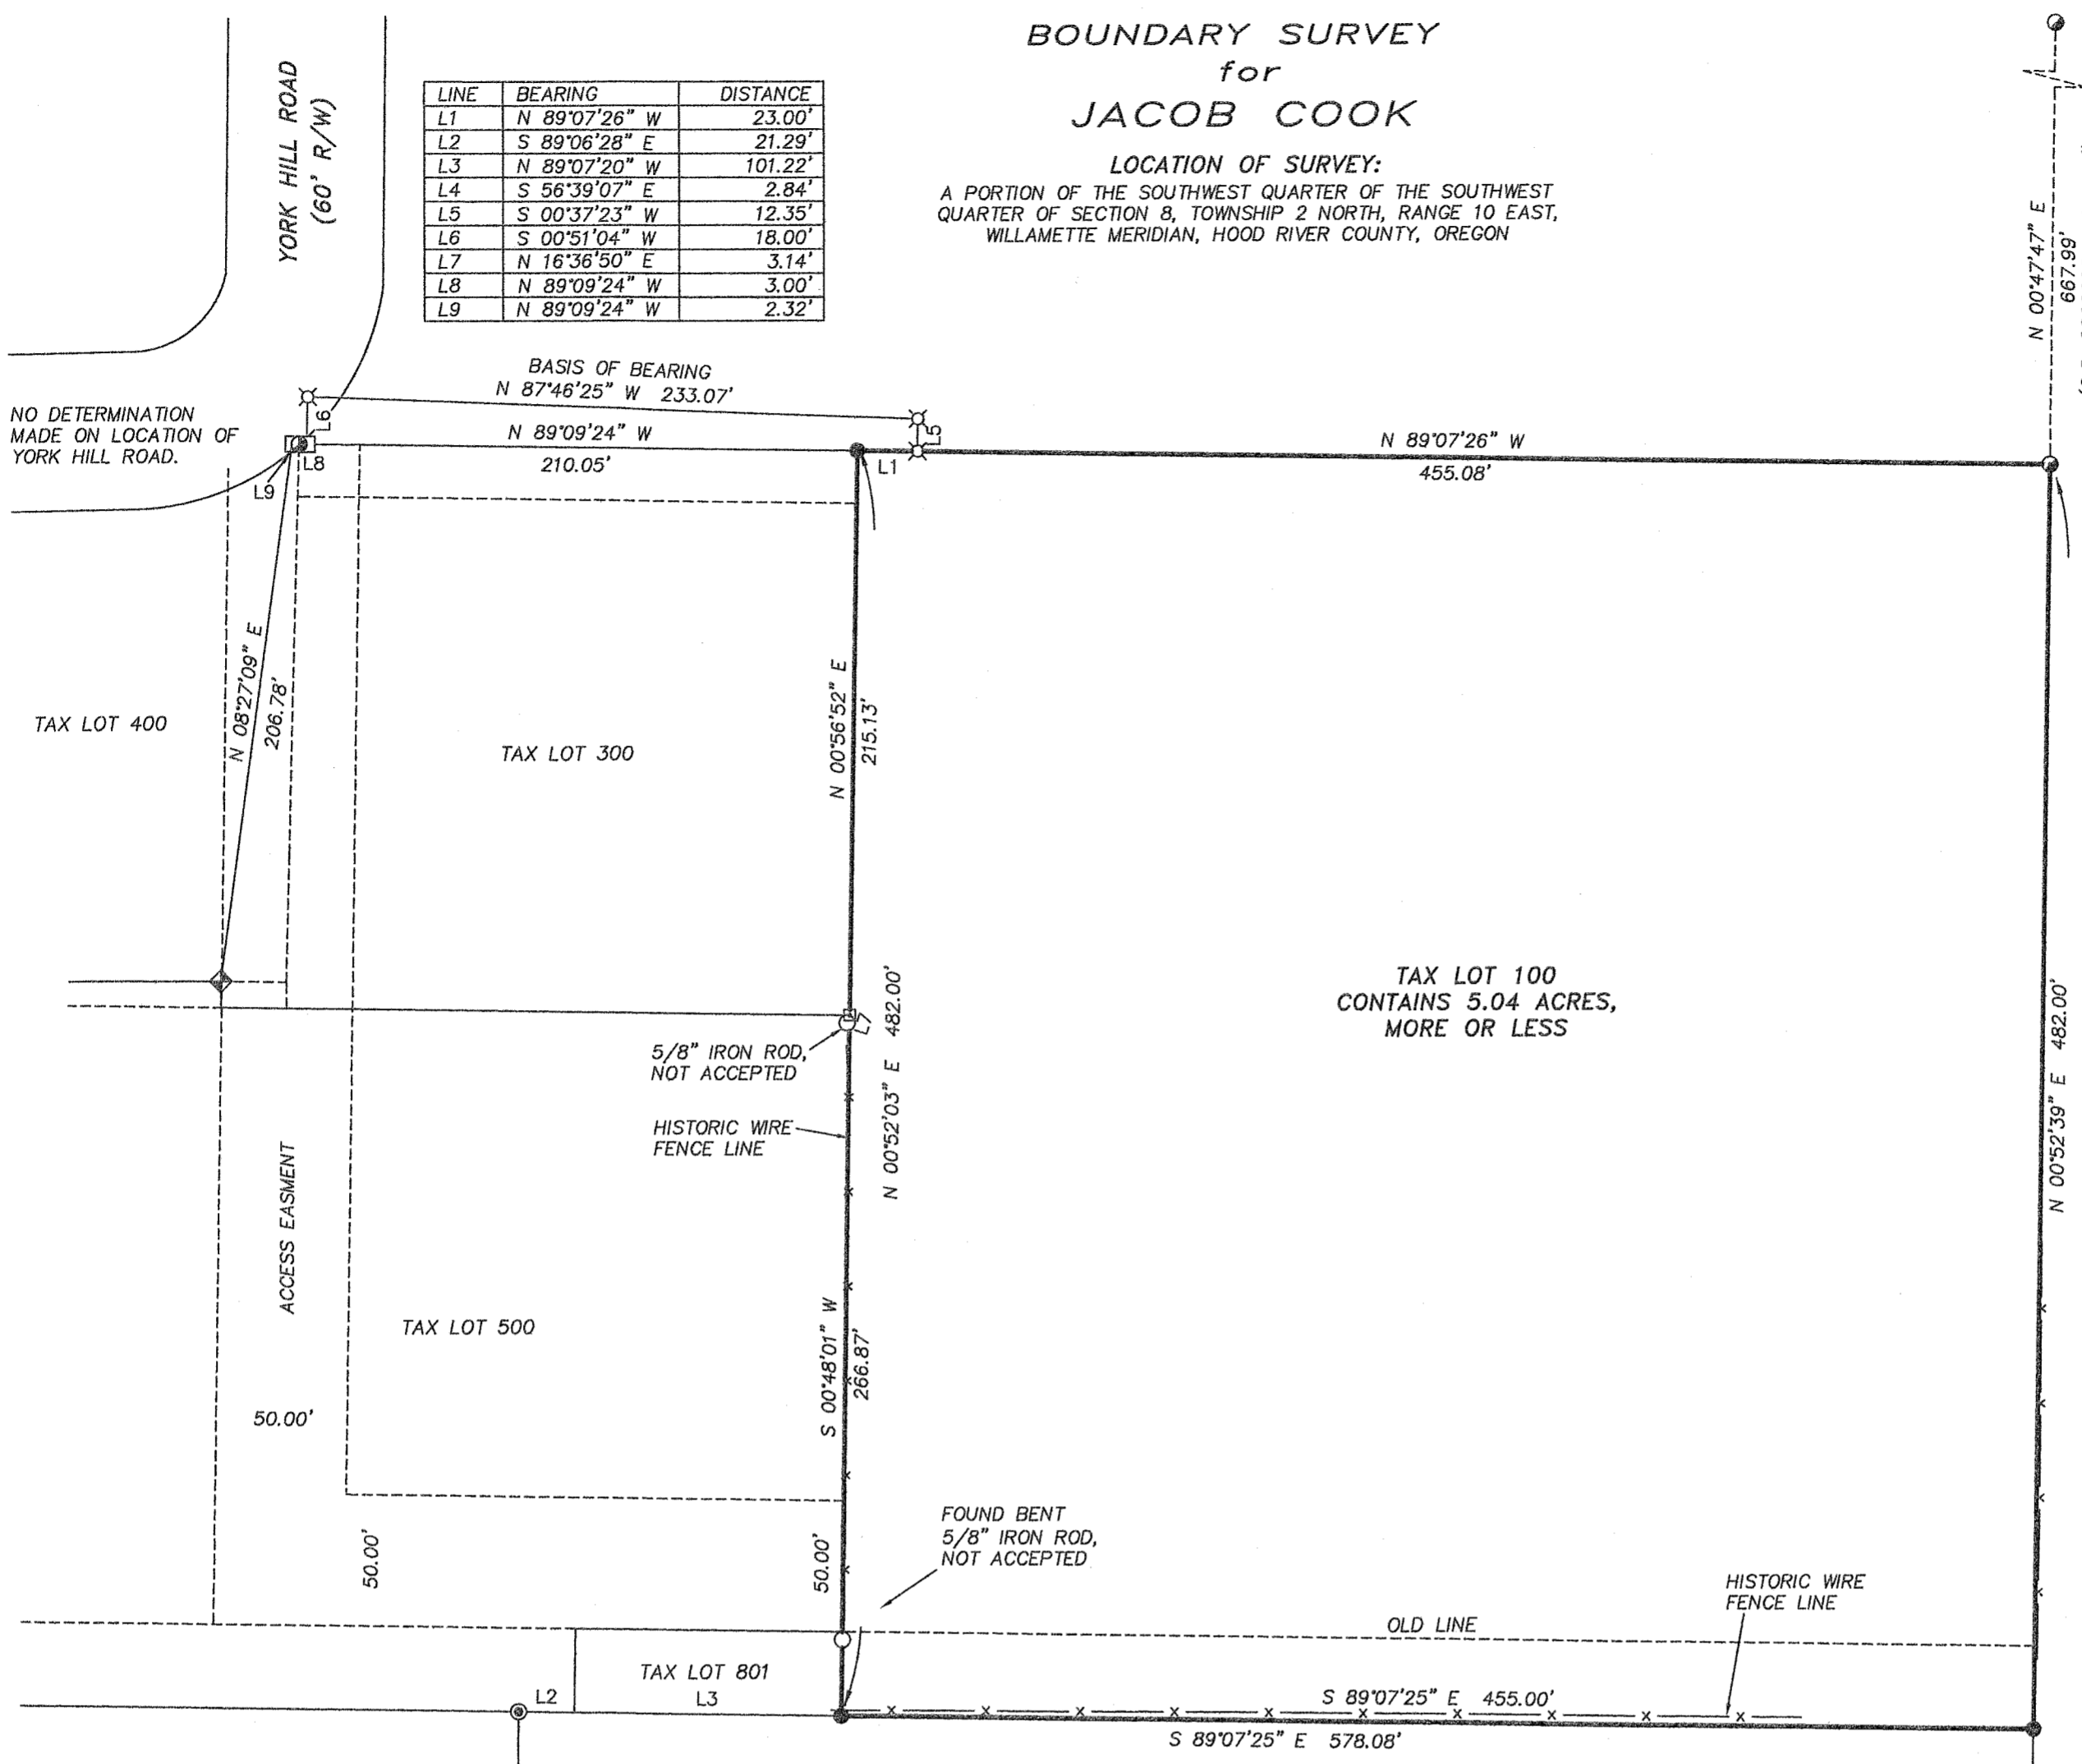 BOUNDARY SURVEY
for
JACOB COOK
LOCATION OF SURVEY:
A PORTION OF THE SOUTHWEST QUARTER OF THE SOUTHWEST
QUARTER OF SECTION 8, TOWNSHIP 2 NORTH, RANGE 10 EAST,
WILLAMETTE MERIDIAN, HOOD RIVER COUNTY, OREGON
YORK HILL ROAD
(60' R/W)
LINE BEARING DISTANCE
L1 N 89°07'26" W 23.00'
L2 S 89°06'28" E 21.29'
L3 N 89°07'20" W 101.22'
L4 S 56°39'07" E 2.84'
L5 S 00°37'23" W 12.35'
L6 S 00°51'04" W 18.00'
L7 N 16°36'50" E 3.14'
L8 N 89°09'24" W 3.00'
L9 N 89°09'24" W 2.32'
N 00°47'47" E
667.99'
BASIS OF BEARING
N 87°46'25" W 233.07'
NO DETERMINATION
MADE ON LOCATION OF
YORK HILL ROAD.
L6
L8
L9
N 89°09'24" W
210.05'
L5
L1
N 89°07'26" W
455.08'
N 08°27'09" E
206.78'
TAX LOT 400
TAX LOT 300
N 00°56'52" E
215.13'
TAX LOT 100
CONTAINS 5.04 ACRES,
MORE OR LESS
L7
5/8" IRON ROD,
NOT ACCEPTED
N 00°52'03" E 482.00'
N 00°52'39" E 482.00'
HISTORIC WIRE
FENCE LINE
ACCESS EASMENT
TAX LOT 500
S 00°48'01" W
266.87'
50.00'
50.00'
50.00'
FOUND BENT
5/8" IRON ROD,
NOT ACCEPTED
HISTORIC WIRE
FENCE LINE
OLD LINE
TAX LOT 801
L2
L3
S 89°07'25" E 455.00'
S 89°07'25" E 578.08'